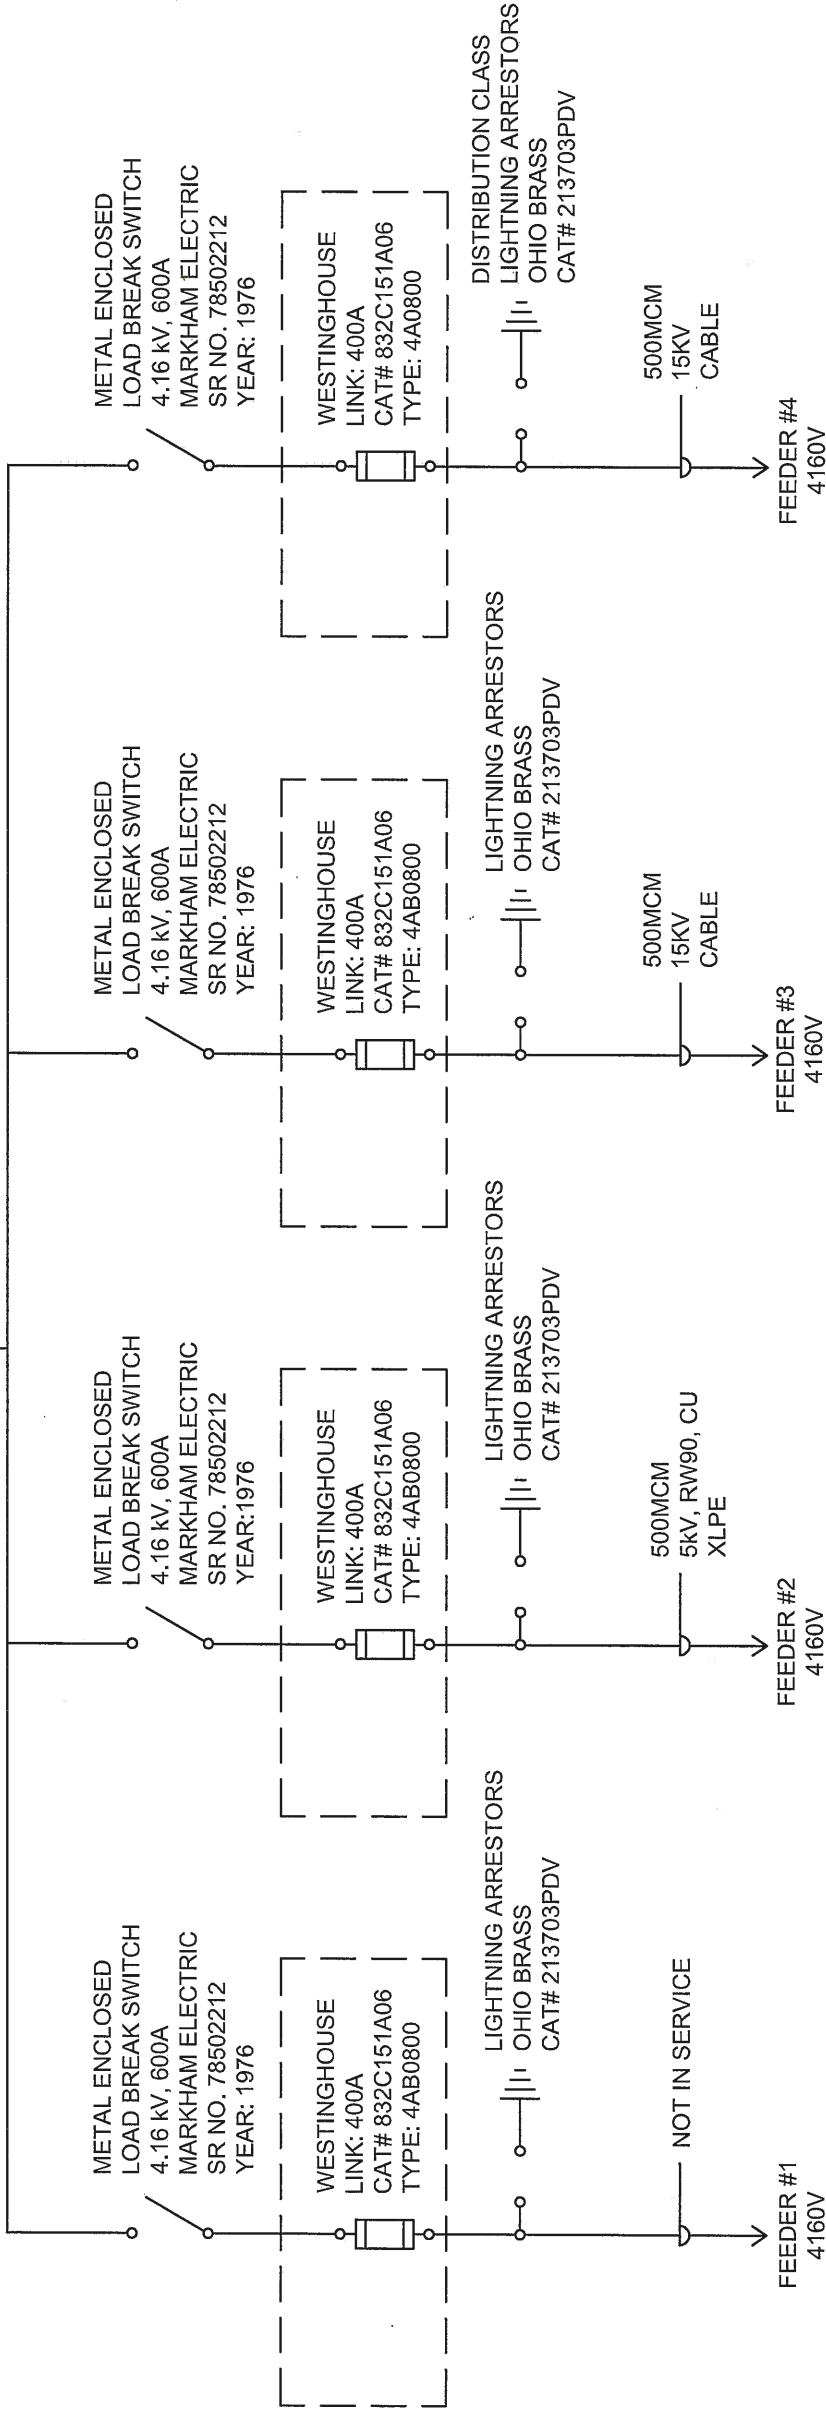 METAL ENCLOSED
LOAD BREAK SWITCH
4.16 kV, 600A
MARKHAM ELECTRIC
SR NO. 78502212
YEAR: 1976
WESTINGHOUSE
LINK: 400A
CAT# 832C151A06
TYPE: 4AB0800
LIGHTNING ARRESTORS
OHIO BRASS
CAT# 213703PDV
NOT IN SERVICE
FEEDER #1
4160V
METAL ENCLOSED
LOAD BREAK SWITCH
4.16 kV, 600A
MARKHAM ELECTRIC
SR NO. 78502212
YEAR:1976
WESTINGHOUSE
LINK: 400A
CAT# 832C151A06
TYPE: 4AB0800
LIGHTNING ARRESTORS
OHIO BRASS
CAT# 213703PDV
500MCM
5kV, RW90, CU
XLPE
FEEDER #2
4160V
METAL ENCLOSED
LOAD BREAK SWITCH
4.16 kV, 600A
MARKHAM ELECTRIC
SR NO. 78502212
YEAR: 1976
WESTINGHOUSE
LINK: 400A
CAT# 832C151A06
TYPE: 4AB0800
LIGHTNING ARRESTORS
OHIO BRASS
CAT# 213703PDV
500MCM
15KV
CABLE
FEEDER #3
4160V
METAL ENCLOSED
LOAD BREAK SWITCH
4.16 kV, 600A
MARKHAM ELECTRIC
SR NO. 78502212
YEAR: 1976
WESTINGHOUSE
LINK: 400A
CAT# 832C151A06
TYPE: 4A0800
DISTRIBUTION CLASS
LIGHTNING ARRESTORS
OHIO BRASS
CAT# 213703PDV
500MCM
15KV
CABLE
FEEDER #4
4160V